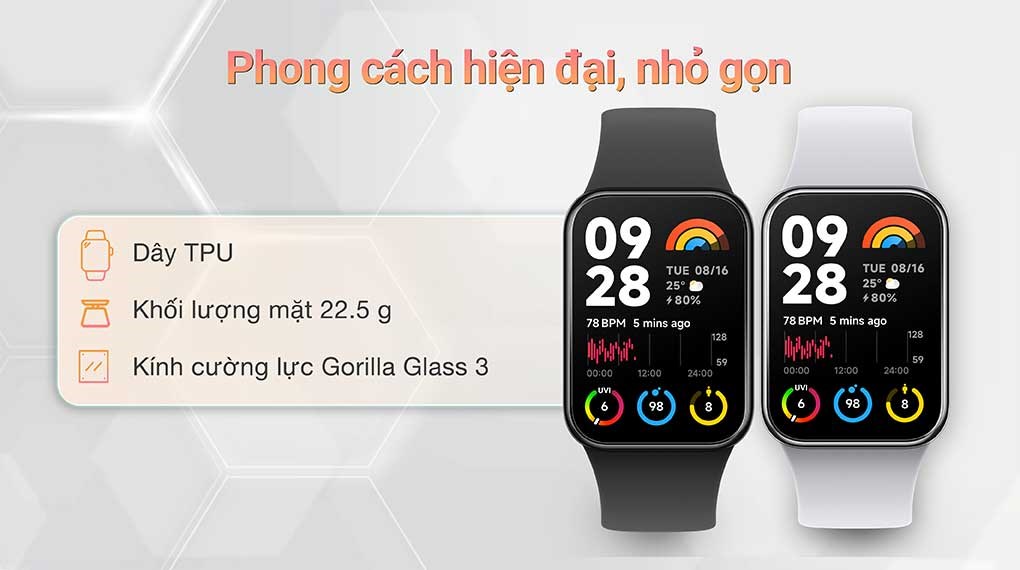 Phong cách hiện đại, nhỏ gọn
Dây TPU
Khối lượng mặt 22.5 g
Kính cường lực Gorilla Glass 3
09
28
TUE 08/16
25°
80%
78 BPM 5 mins ago
128
59
00:00 12:00 24:00
UVI
6 98 8
09
28
TUE 08/16
25°
80%
78 BPM 5 mins ago
128
59
00:00 12:00 24:00
UVI
6 98 8